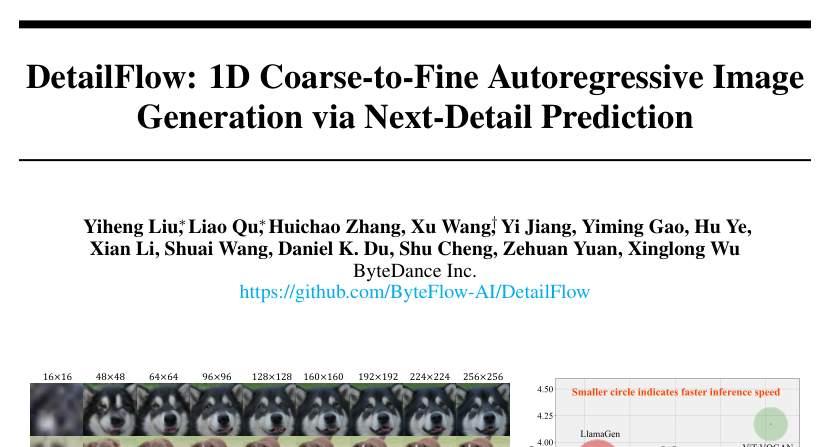 DetailFlow: 1D Coarse-to-Fine Autoregressive Image
Generation via Next-Detail Prediction
Yiheng Liu*, Liao Qu*, Huichao Zhang, Xu Wang†, Yi Jiang, Yiming Gao, Hu Ye,
Xian Li, Shuai Wang, Daniel K. Du, Shu Cheng, Zehuan Yuan, Xinglong Wu
ByteDance Inc.
https://github.com/ByteFlow-AI/DetailFlow
16×16 48×48 64×64 96×96 128×128 160×160 192×192 224×224 256×256
4.50
Smaller circle indicates faster inference speed
4.25
LlamaGen
4.00